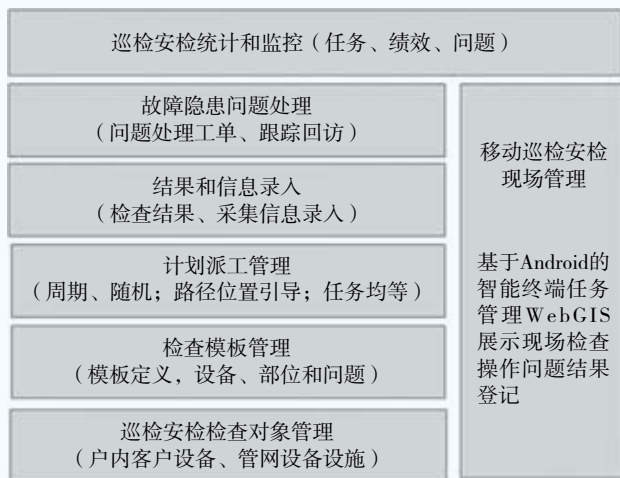 巡检安检统计和监控（任务、绩效、问题）
故障隐患问题处理
（问题处理工单、跟踪回访）
结果和信息录入
（检查结果、采集信息录入）
计划派工管理
（周期、随机；路径位置引导；任务均等）
检查模板管理
（模板定义，设备、部位和问题）
巡检安检检查对象管理
（户内客户设备、管网设备设施）
移动巡检安检
现场管理
基于Android的
智能终端任务
管理WebGIS
展示现场检查
操作问题结果
登记